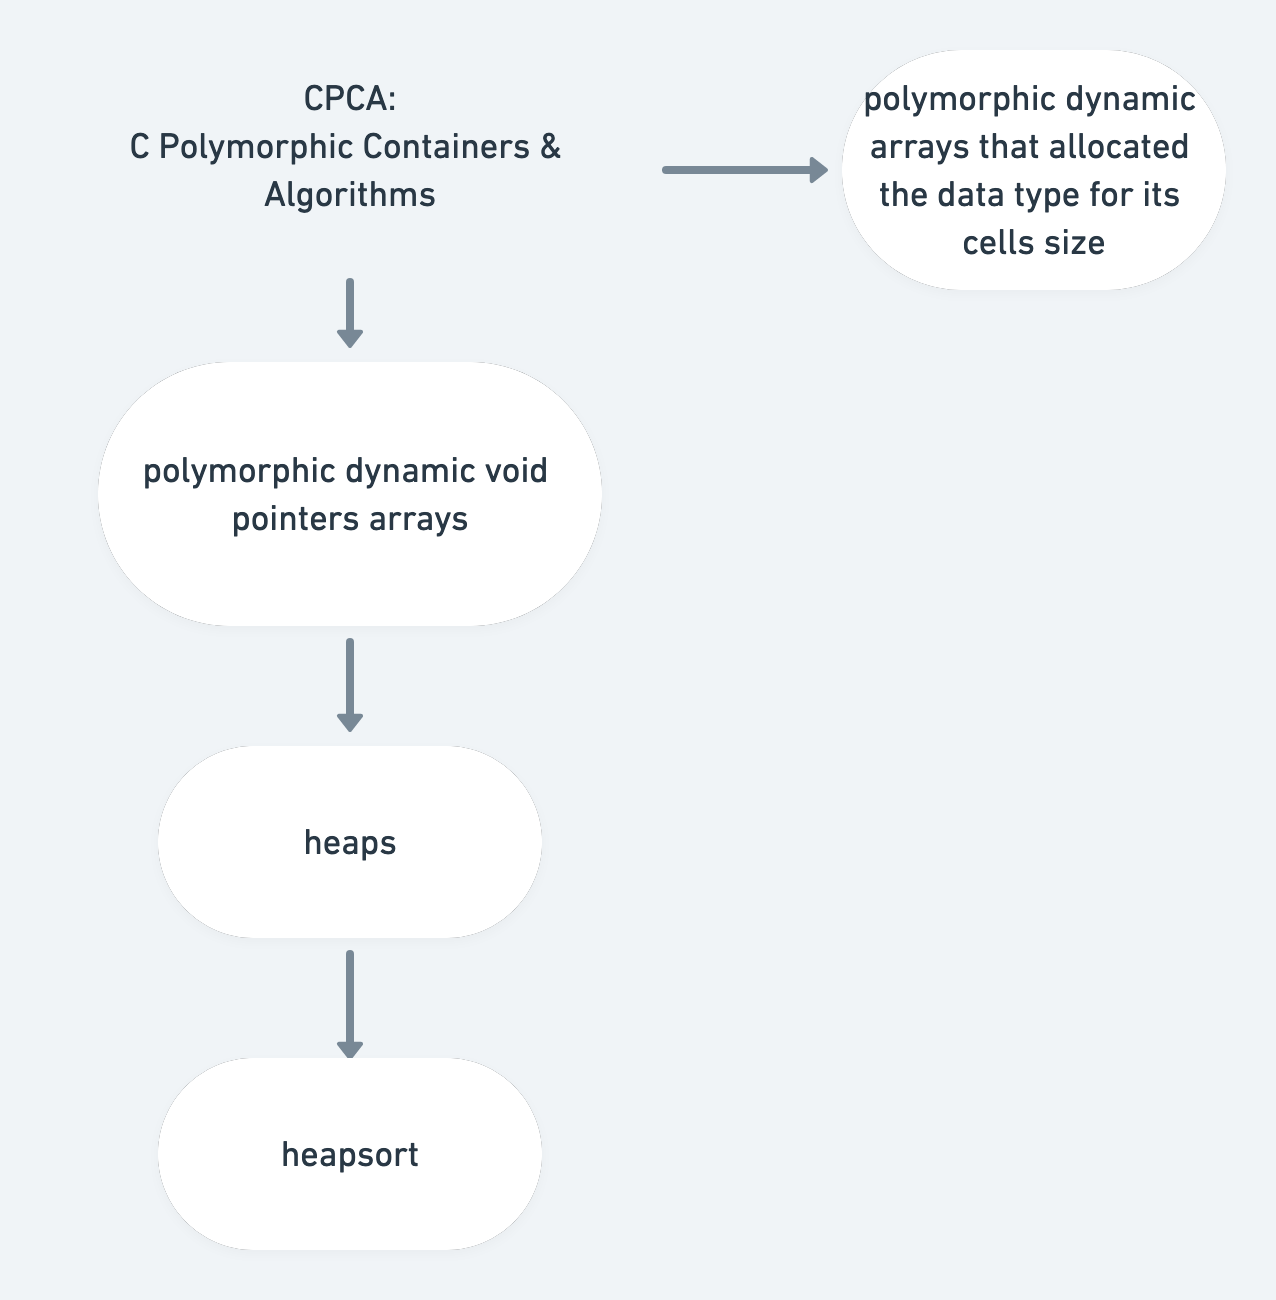 CPCA:
C Polymorphic Containers &
Algorithms
polymorphic dynamic
arrays that allocated
the data type for its
cells size
polymorphic dynamic void
pointers arrays
heaps
heapsort